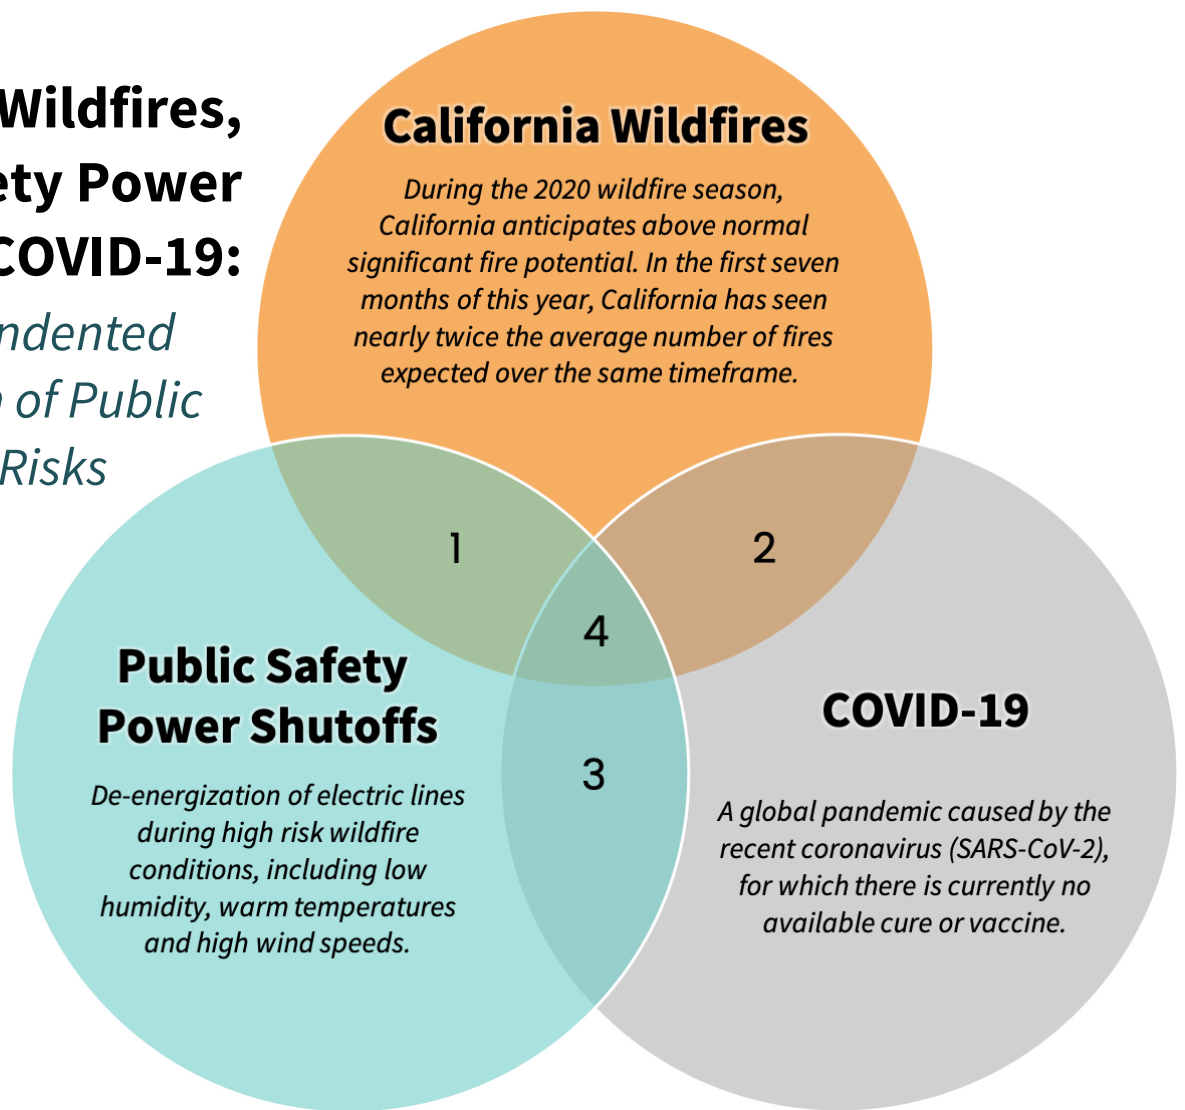 Wildfires,
ety Power
COVID-19:
ndented
of Public
Risks
California Wildfires
During the 2020 wildfire season,
California anticipates above normal
significant fire potential. In the first seven
months of this year, California has seen
nearly twice the average number of fires
expected over the same timeframe.
1
2
4
3
Public Safety
Power Shutoffs
De-energization of electric lines
during high risk wildfire
conditions, including low
humidity, warm temperatures
and high wind speeds.
COVID-19
A global pandemic caused by the
recent coronavirus (SARS-CoV-2),
for which there is currently no
available cure or vaccine.